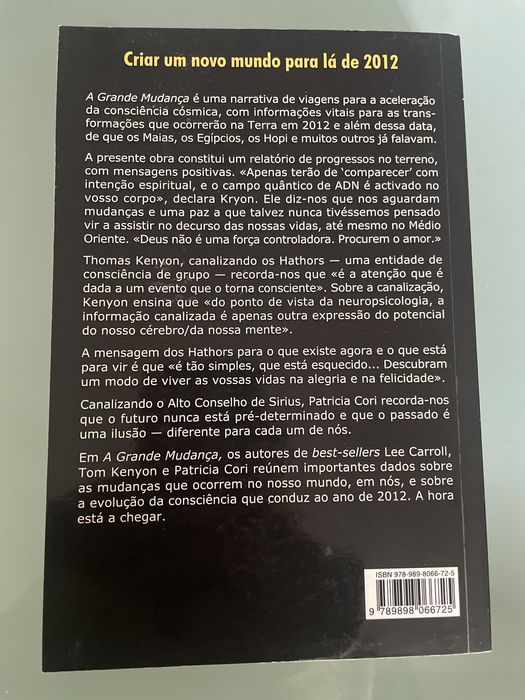 Criar um novo mundo para lá de 2012
A Grande Mudança é uma narrativa de viagens para a aceleração
da consciência cósmica, com informações vitais para as trans-
formações que ocorrerão na Terra em 2012 e além dessa data,
de que os Maias, os Egípcios, os Hopi e muitos outros já falavam.
A presente obra constitui um relatório de progressos no terreno,
com mensagens positivas. «Apenas terão de 'comparecer' com
intenção espiritual, e o campo quântico de ADN é activado no
vosso corpo», declara Kryon. Ele diz-nos que nos aguardam
mudanças e uma paz a que talvez nunca tivéssemos pensado
vir a assistir no decurso das nossas vidas, até mesmo no Médio
Oriente. «Deus não é uma força controladora. Procurem o amor.»
Thomas Kenyon, canalizando os Hathors — uma entidade de
consciência de grupo — recorda-nos que «é a atenção que é
dada a um evento que o torna consciente». Sobre a canalização,
Kenyon ensina que «do ponto de vista da neuropsicologia, a
informação canalizada é apenas outra expressão do potencial
do nosso cérebro/da nossa mente».
A mensagem dos Hathors para o que existe agora e o que está
para vir é que «é tão simples, que está esquecido... Descubram
um modo de viver as vossas vidas na alegria e na felicidade».
Canalizando o Alto Conselho de Sirius, Patricia Cori recorda-nos
que o futuro nunca está pré-determinado e que o passado é
uma ilusão — diferente para cada um de nós.
Em A Grande Mudança, os autores de best-sellers Lee Carroll,
Tom Kenyon e Patricia Cori reúnem importantes dados sobre
as mudanças que ocorrem no nosso mundo, em nós, e sobre
a evolução da consciência que conduz ao ano de 2012. A hora
está a chegar.
ISBN 978-989-8066-72-5
9 789898 066725